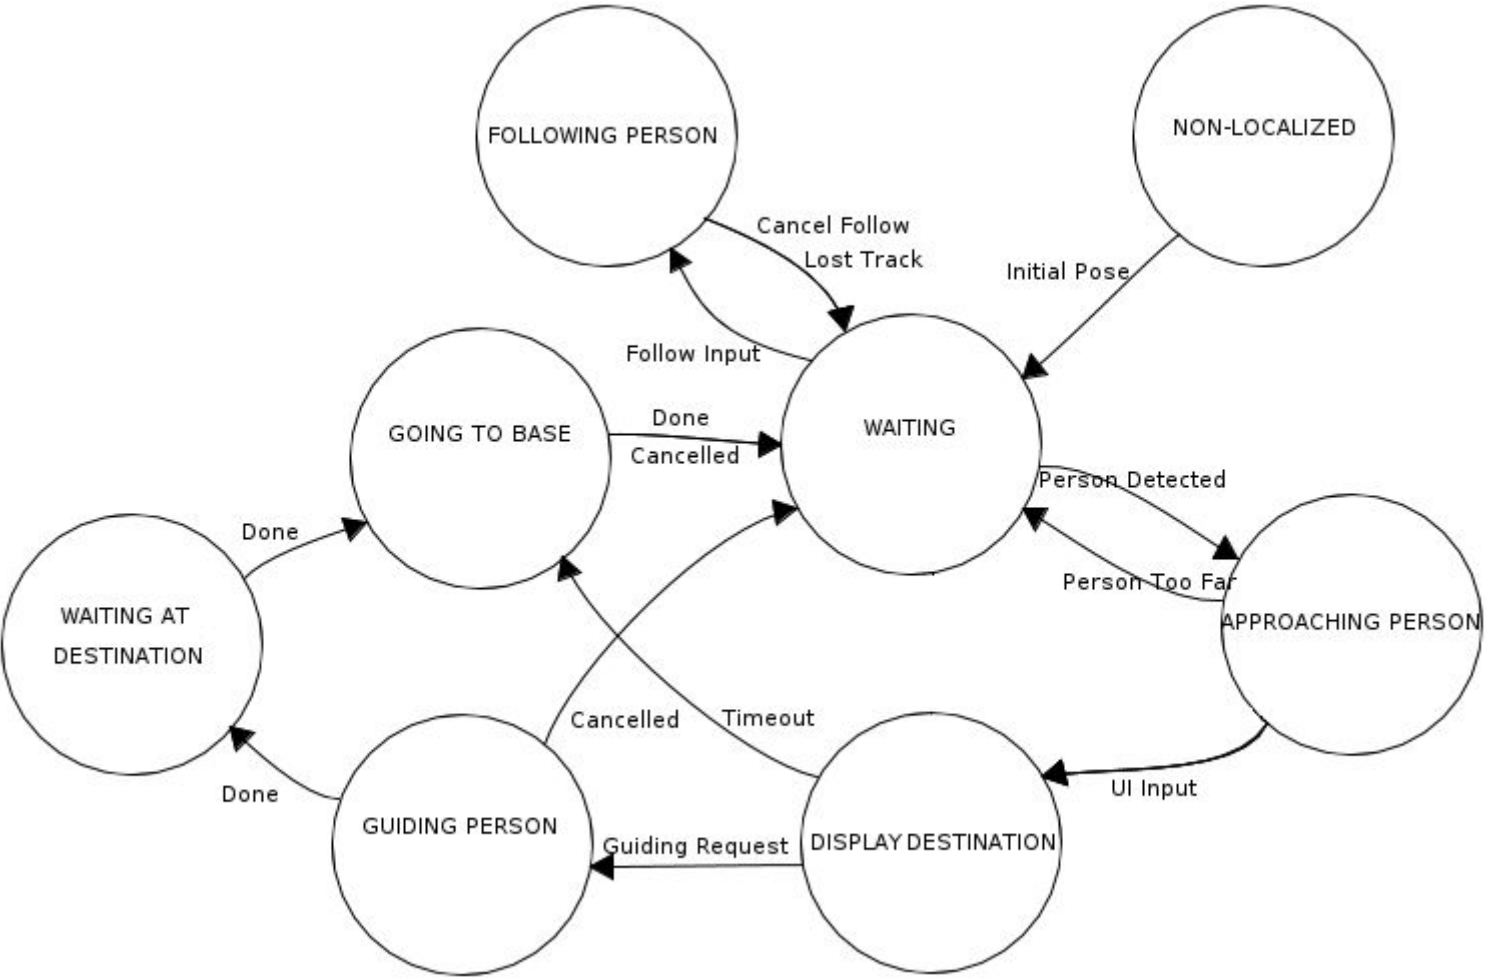 FOLLOWING PERSON
NON-LOCALIZED
Cancel Follow
Lost Track
Initial Pose
Follow Input
GOING TO BASE
Done
Cancelled
WAITING
Person Detected
Done
Person Too Far
WAITING AT
DESTINATION
APPROACHING PERSON
Cancelled
Timeout
UI Input
Done
GUIDING PERSON
Guiding Request
DISPLAY DESTINATION